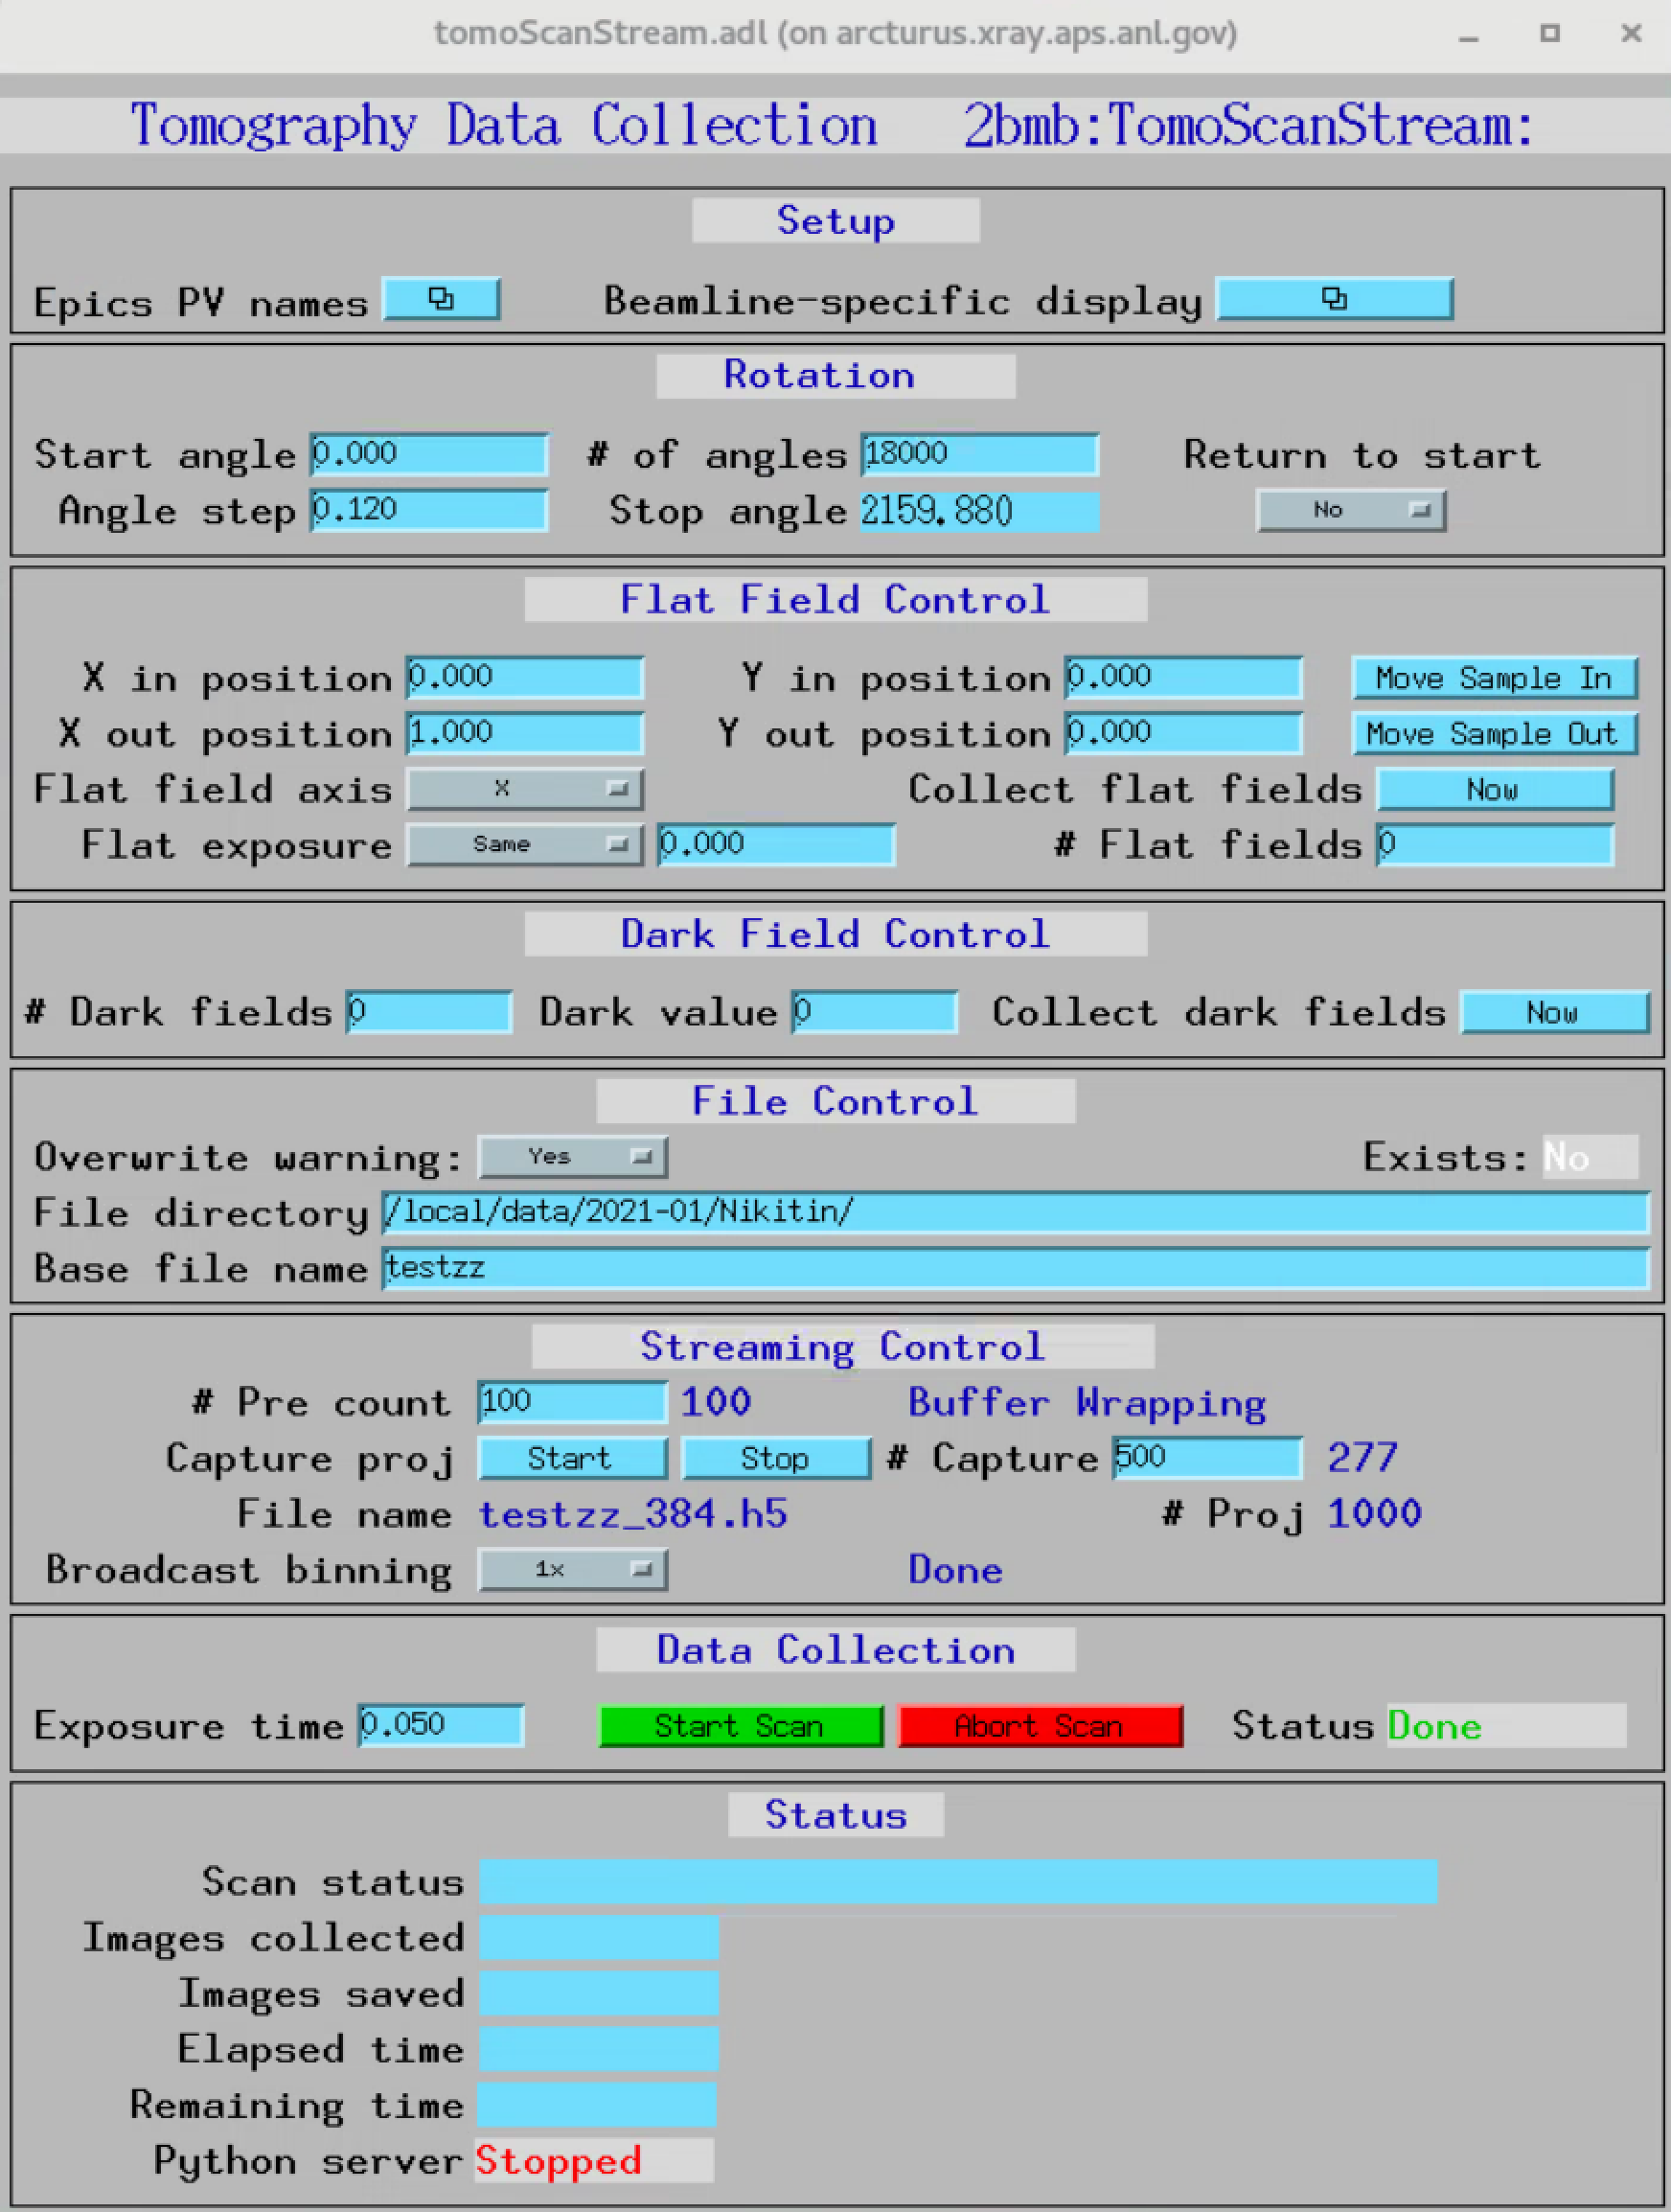 tomoScanStream.adl (on arcturus.xray.aps.anl.gov)
Tomography Data Collection 2bmb:TomoScanStream:
Setup
Epics PV names Beamline-specific display
Rotation
Start angle 0.000 # of angles 18000 Return to start
Angle step 0.120 Stop angle 2159.880 No
Flat Field Control
X in position 0.000 Y in position 0.000 Move Sample In
X out position 1.000 Y out position 0.000 Move Sample Out
Flat field axis X Collect flat fields Now
Flat exposure Same 0.000 # Flat fields 0
Dark Field Control
# Dark fields 0 Dark value 0 Collect dark fields Now
File Control
Overwrite warning: Yes Exists: No
File directory /local/data/2021-01/Nikitin/
Base file name testzz
Streaming Control
# Pre count 100 100 Buffer Wrapping
Capture proj Start Stop # Capture 500 277
File name testzz_384.h5 # Proj 1000
Broadcast binning 1x Done
Data Collection
Exposure time 0.050 Start Scan Abort Scan Status Done
Status
Scan status
Images collected
Images saved
Elapsed time
Remaining time
Python server Stopped